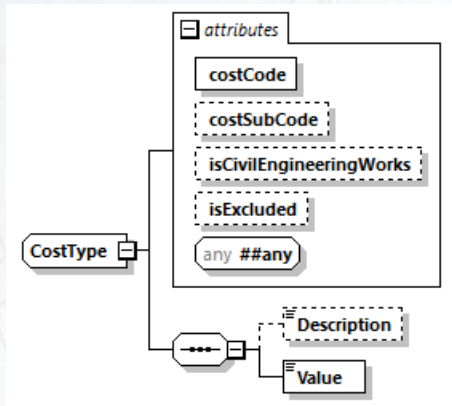 attributes
costCode
costSubCode
isCivilEngineeringWorks
isExcluded
any ##any
CostType
Description
Value